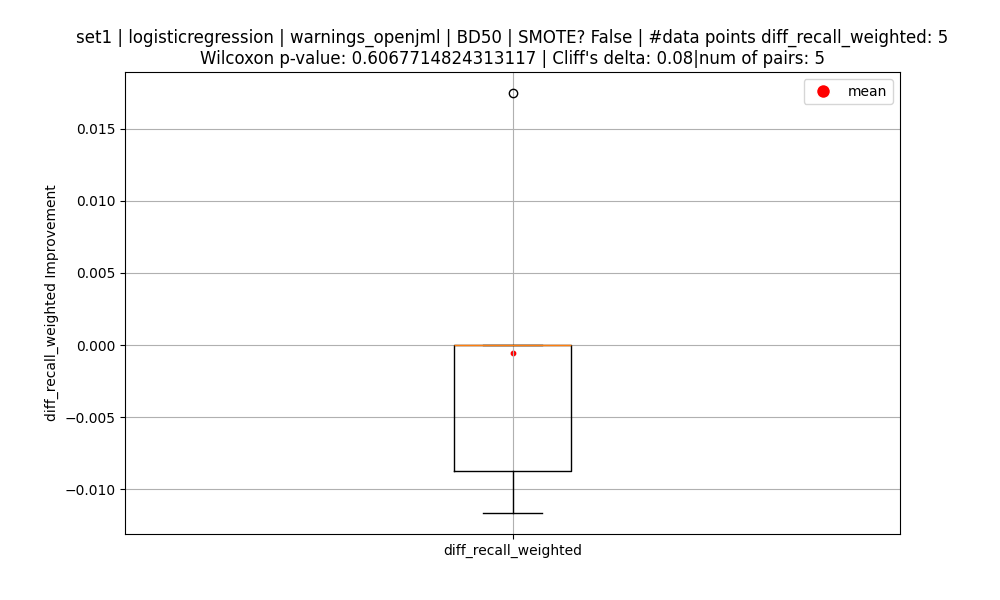 set1 | logisticregression | warnings_openjml | BD50 | SMOTE? False | #data points diff_recall_weighted: 5
Wilcoxon p-value: 0.6067714824313117 | Cliff's delta: 0.08|num of pairs: 5
mean
0.015
0.010
0.005
0.000
−0.005
−0.010
diff_recall_weighted Improvement
diff_recall_weighted